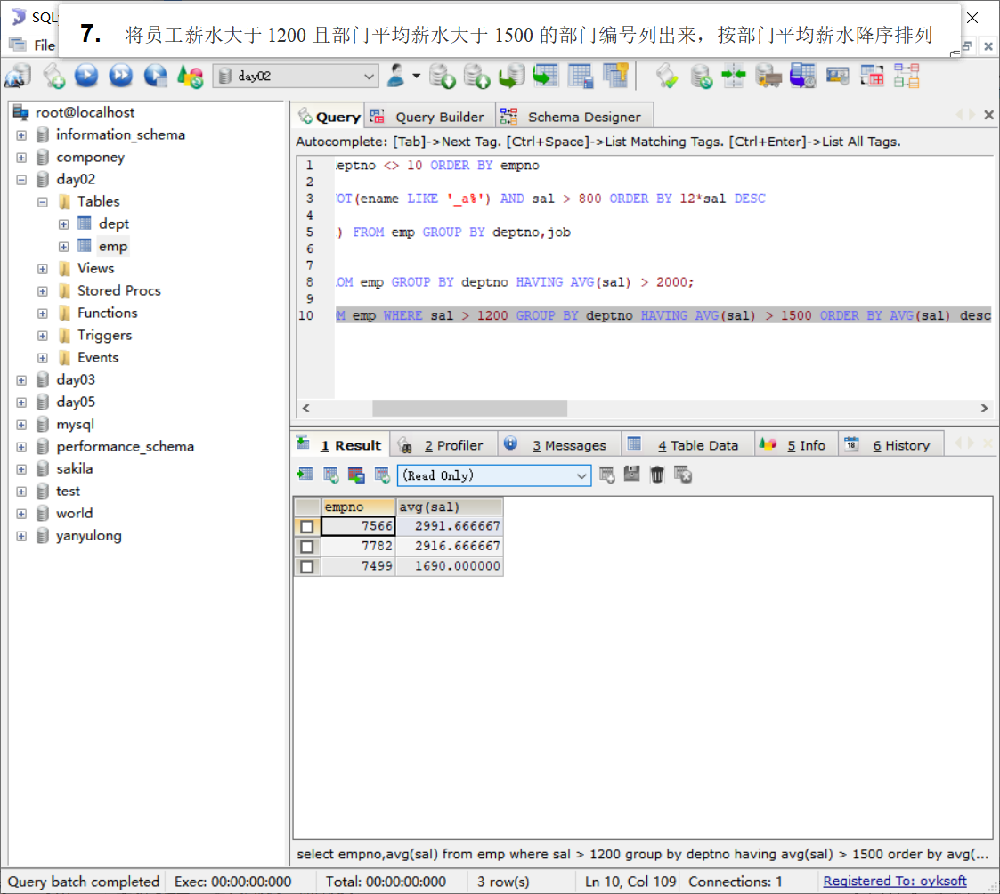 SQL
7. 将员工薪水大于 1200 且部门平均薪水大于 1500 的部门编号列出来，按部门平均薪水降序排列
File
day02
root@localhost
information_schema
componey
day02
Tables
dept
emp
Views
Stored Procs
Functions
Triggers
Events
day03
day05
mysql
performance_schema
sakila
test
world
yanyulong
Query
Query Builder
Schema Designer
Autocomplete: [Tab]->Next Tag. [Ctrl+Space]->List Matching Tags. [Ctrl+Enter]->List All Tags.
1 deptno <> 10 ORDER BY empno
2
3 OT(ename LIKE '_a%') AND sal > 800 ORDER BY 12*sal DESC
4
5 ) FROM emp GROUP BY deptno,job
6
7
8 OM emp GROUP BY deptno HAVING AVG(sal) > 2000;
9
10 M emp WHERE sal > 1200 GROUP BY deptno HAVING AVG(sal) > 1500 ORDER BY AVG(sal) desc
1 Result
2 Profiler
3 Messages
4 Table Data
5 Info
18
6 History
(Read Only)
empno avg(sal)
7566 2991.666667
7782 2916.666667
7499 1690.000000
select empno,avg(sal) from emp where sal > 1200 group by deptno having avg(sal) > 1500 order by avg(...
Query batch completed
Exec: 00:00:00:000
Total: 00:00:00:000
3 row(s)
Ln 10, Col 109
Connections: 1
Registered To: oyksoft